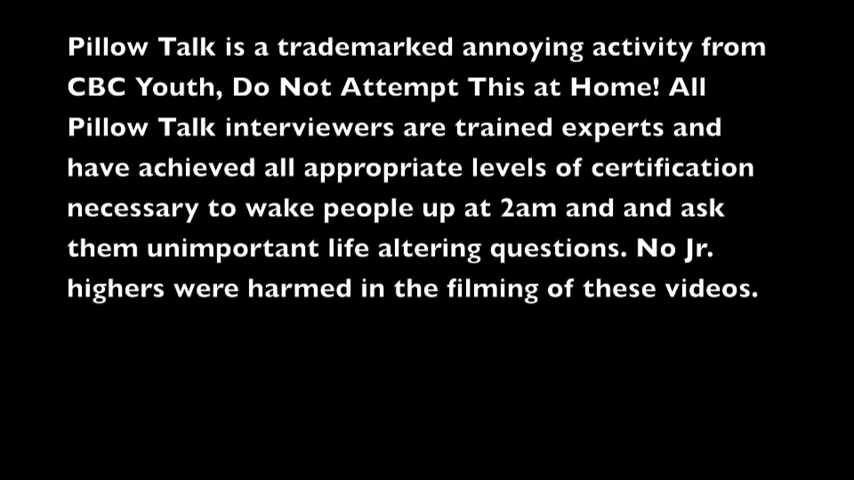 Pillow Talk is a trademarked annoying activity from
CBC Youth, Do Not Attempt This at Home! All
Pillow Talk interviewers are trained experts and
have achieved all appropriate levels of certification
necessary to wake people up at 2am and and ask
them unimportant life altering questions. No Jr.
highers were harmed in the filming of these videos.